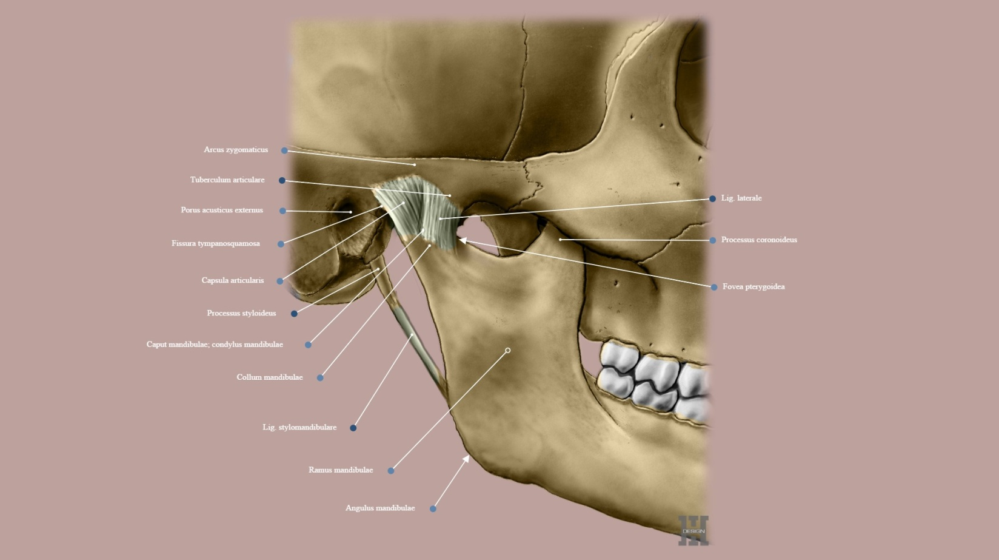 Arcus zygomaticus
Tuberculum articulare
Porus acusticus externus
Fissura tympanosquamosa
Capsula articularis
Processus styloideus
Caput mandibulae; condylus mandibulae
Collum mandibulae
Lig. stylomandibulare
Ramus mandibulae
Angulus mandibulae
Lig. laterale
Processus coronoideus
Fovea pterygoidea
DESIGN